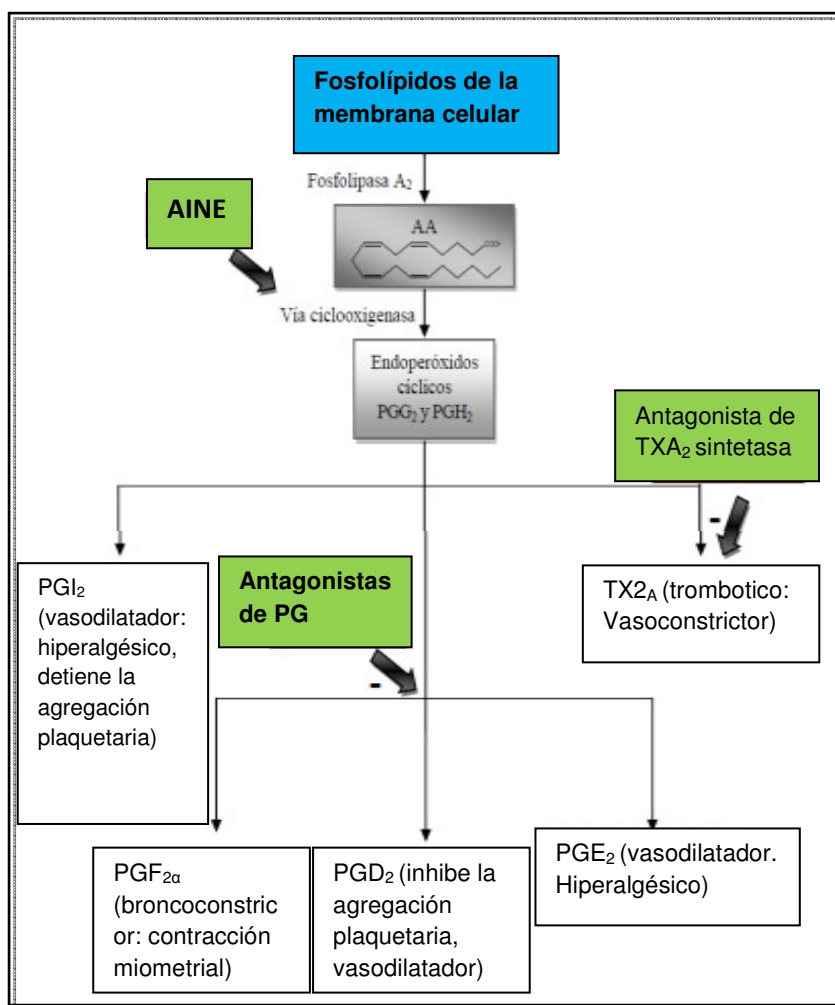 Fosfolípidos de la
membrana celular
Fosfolipasa A₂
AINE
AA
Vía ciclooxigenasa
Endoperóxidos
cíclicos
PGG₂ y PGH₂
Antagonista de
TXA₂ sintetasa
-
PGI₂
(vasodilatador:
hiperalgésico,
detiene la
agregación
plaquetaria)
Antagonistas
de PG
-
TX2A (trombotico:
Vasoconstrictor)
PGF₂α
(broncoconstric
or: contracción
miometrial)
PGD₂ (inhibe la
agregación
plaquetaria,
vasodilatador)
PGE₂ (vasodilatador.
Hiperalgésico)